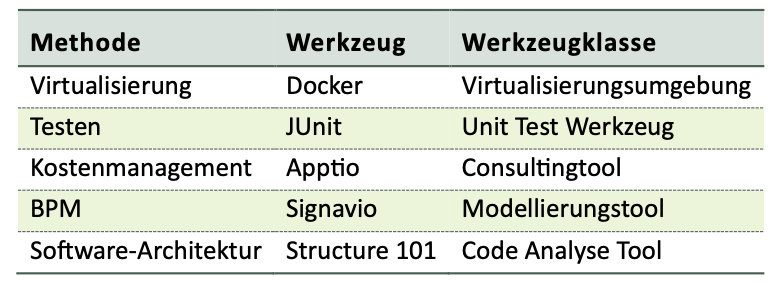 Methode Werkzeug Werkzeugklasse
Virtualisierung Docker Virtualisierungsumgebung
Testen JUnit Unit Test Werkzeug
Kostenmanagement Apptio Consultingtool
BPM Signavio Modellierungstool
Software-Architektur Structure 101 Code Analyse Tool